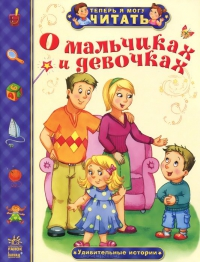 ТЕПЕРЬ Я МОГУ
ЧИТАТЬ
О мальчиках
и девочках
Удивительные истории